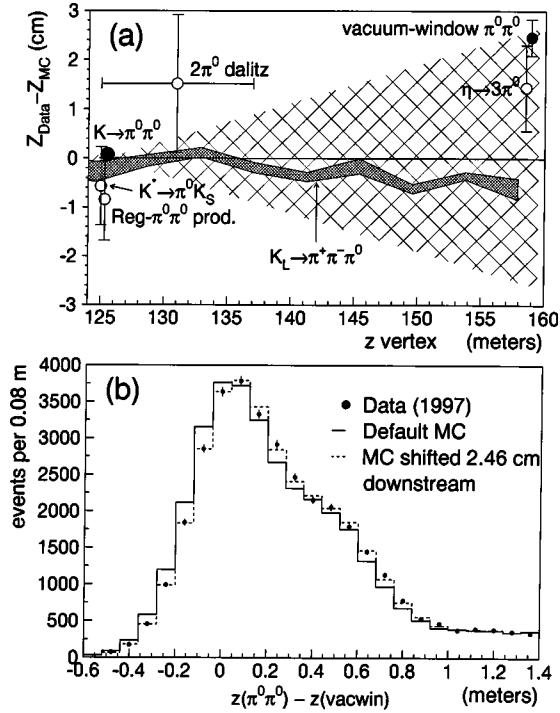 (a)
Z_Data–Z_MC (cm)
3
2
1
0
-1
-2
-3
vacuum-window π⁰π⁰
2π⁰ dalitz
η→3π⁰
K→π⁰π⁰
K*→π⁰K_S
Reg-π⁰π⁰ prod.
K_L→π⁺π⁻π⁰
125 130 135 140 145 150 155 160
z vertex (meters)
(b)
events per 0.08 m
4000
3500
3000
2500
2000
1500
1000
500
0
Data (1997)
Default MC
MC shifted 2.46 cm
downstream
-0.6 -0.4 -0.2 0 0.2 0.4 0.6 0.8 1 1.2 1.4
z(π⁰π⁰) – z(vacwin) (meters)